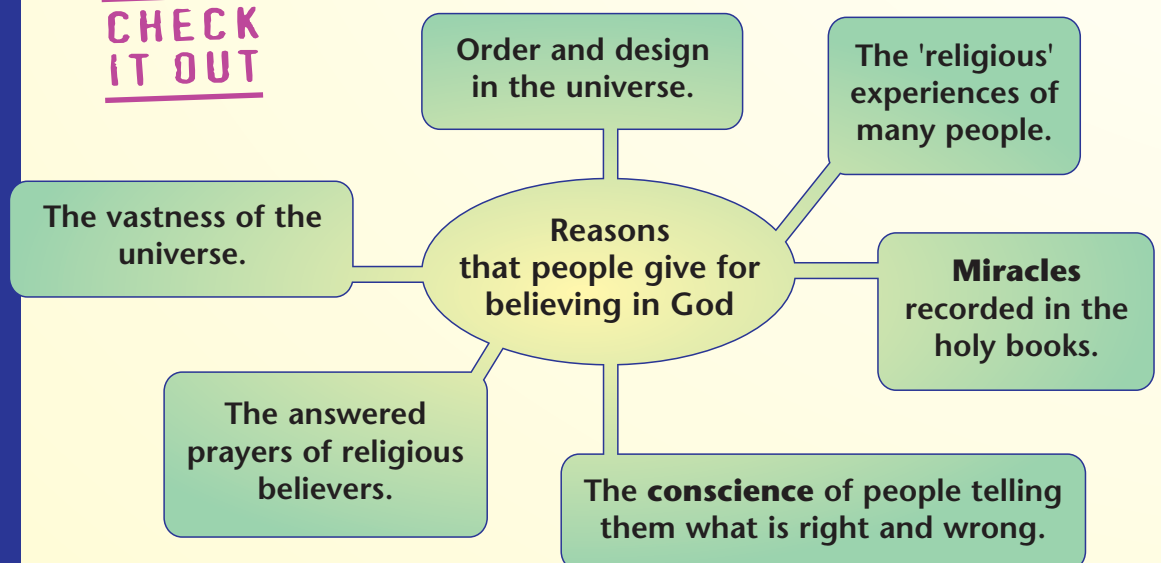 CHECK
IT OUT
Order and design
in the universe.
The 'religious'
experiences of
many people.
The vastness of the
universe.
Reasons
that people give for
believing in God
Miracles
recorded in the
holy books.
The answered
prayers of religious
believers.
The conscience of people telling
them what is right and wrong.